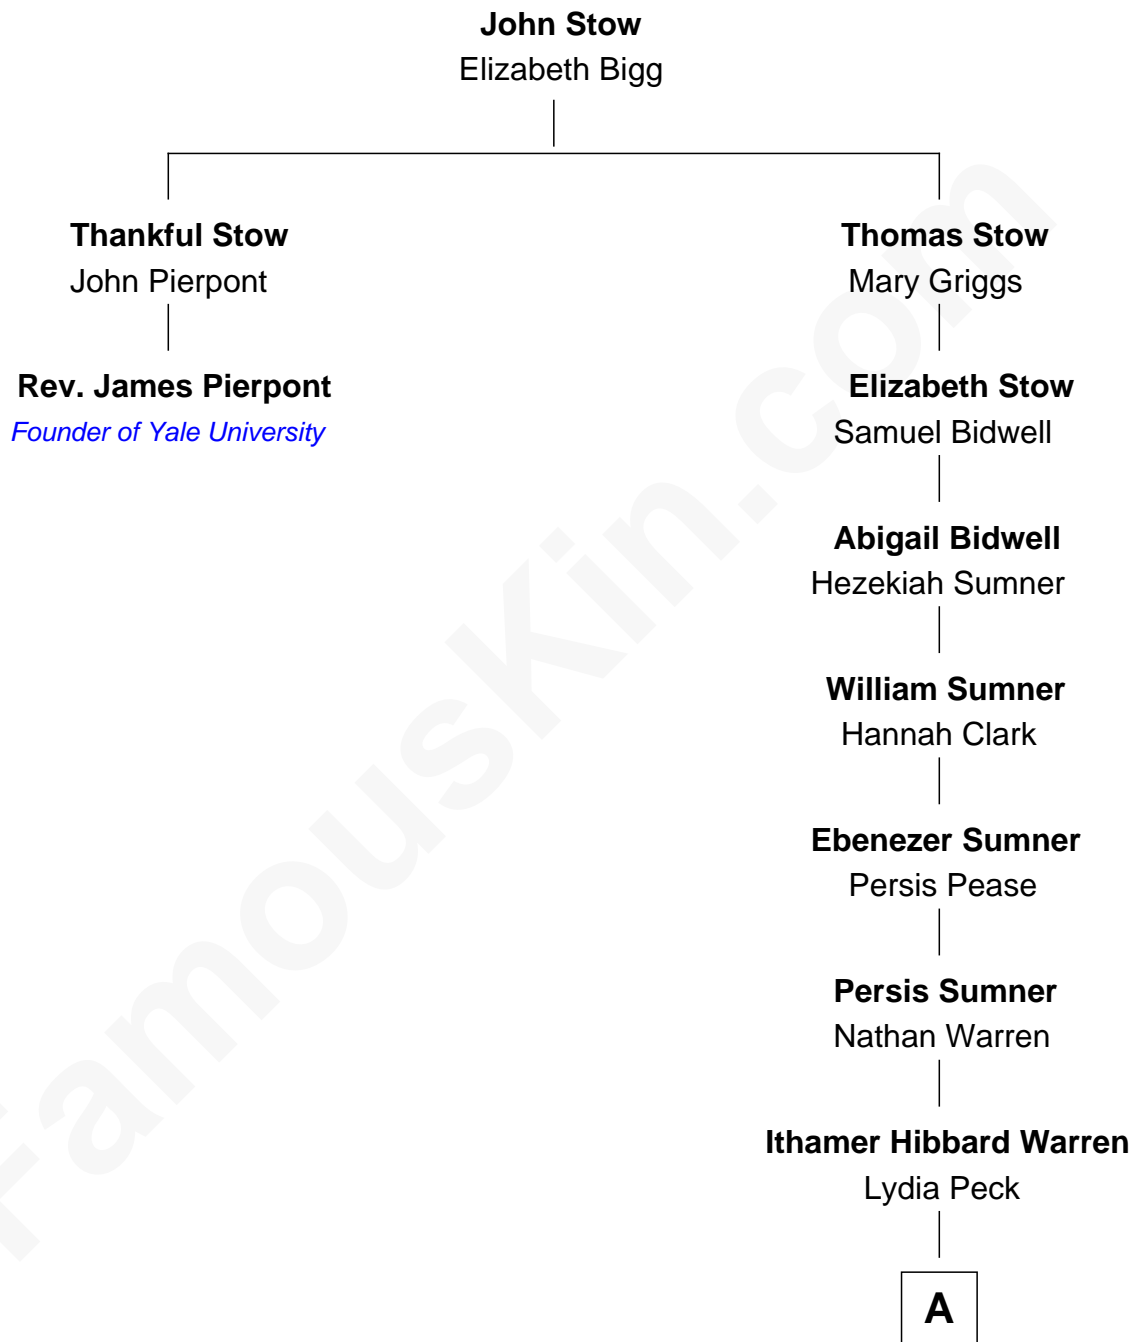 John Stow
Elizabeth Bigg
Thankful Stow
John Pierpont
Thomas Stow
Mary Griggs
Rev. James Pierpont
Founder of Yale University
Elizabeth Stow
Samuel Bidwell
Abigail Bidwell
Hezekiah Sumner
William Sumner
Hannah Clark
Ebenezer Sumner
Persis Pease
Persis Sumner
Nathan Warren
Ithamer Hibbard Warren
Lydia Peck
A
FamousKin.com